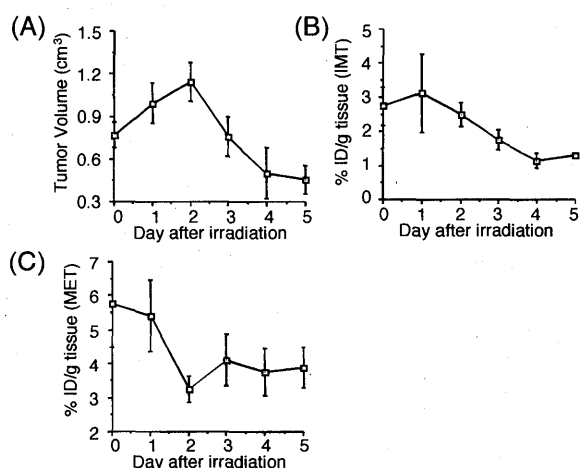 (A)
Tumor Volume (cm³)
1.5
1.2
0.9
0.6
0.3
0 1 2 3 4 5
Day after irradiation
(B)
% ID/g tissue (IMT)
5
4
3
2
1
0
0 1 2 3 4 5
Day after irradiation
(C)
% ID/g tissue (MET)
7
6
5
4
3
2
0 1 2 3 4 5
Day after irradiation